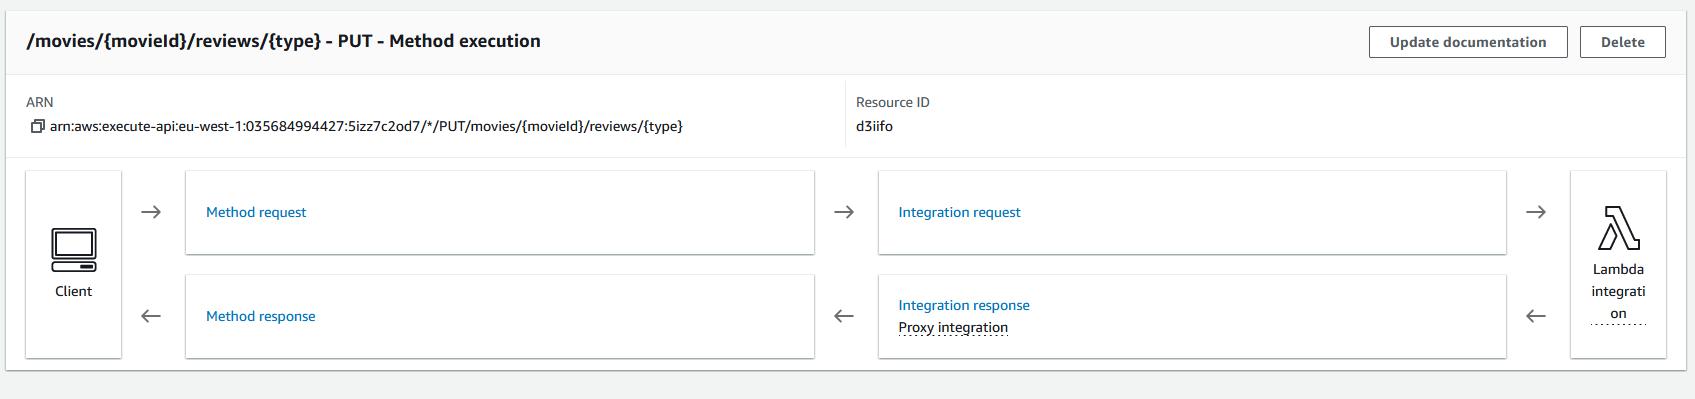 /movies/{movieId}/reviews/{type} - PUT - Method execution
Update documentation
Delete
ARN
arn:aws:execute-api:eu-west-1:035684994427:5izz7c2od7/*/PUT/movies/{movieId}/reviews/{type}
Resource ID
d3iifo
Client
Method request
Integration request
Lambda
integrati
on
Method response
Integration response
Proxy integration